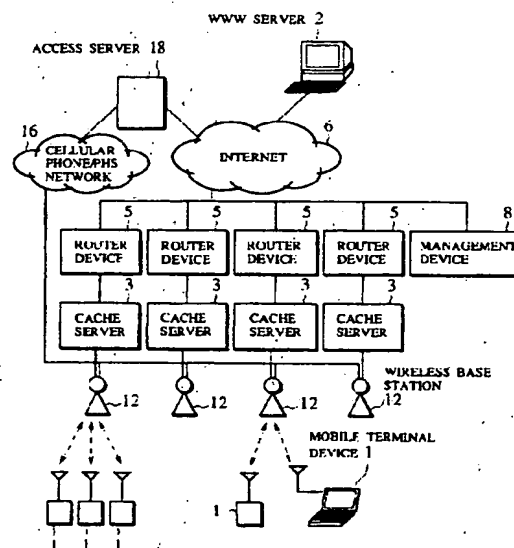 WWW SERVER 2
ACCESS SERVER 18
16
CELLULAR
PHONE/PHS
NETWORK
INTERNET
6
5 5 5 5 8
ROUTER DEVICE
ROUTER DEVICE
ROUTER DEVICE
ROUTER DEVICE
MANAGEMENT DEVICE
3 3 3 3
CACHE SERVER
CACHE SERVER
CACHE SERVER
CACHE SERVER
WIRELESS BASE
STATION
12 12 12 12
MOBILE TERMINAL
DEVICE 1
1